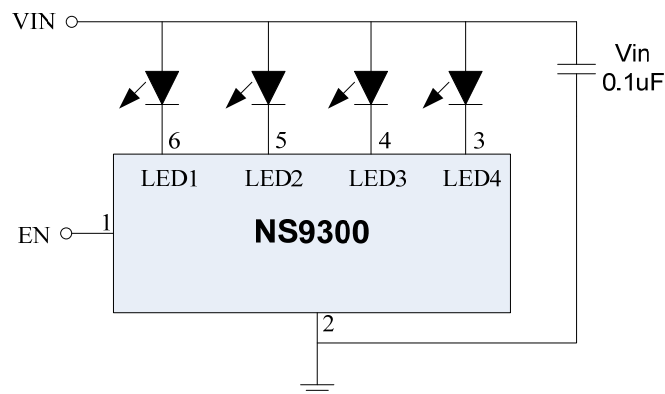 VIN
Vin
0.1uF
6 5 4 3
LED1 LED2 LED3 LED4
1
EN
NS9300
2